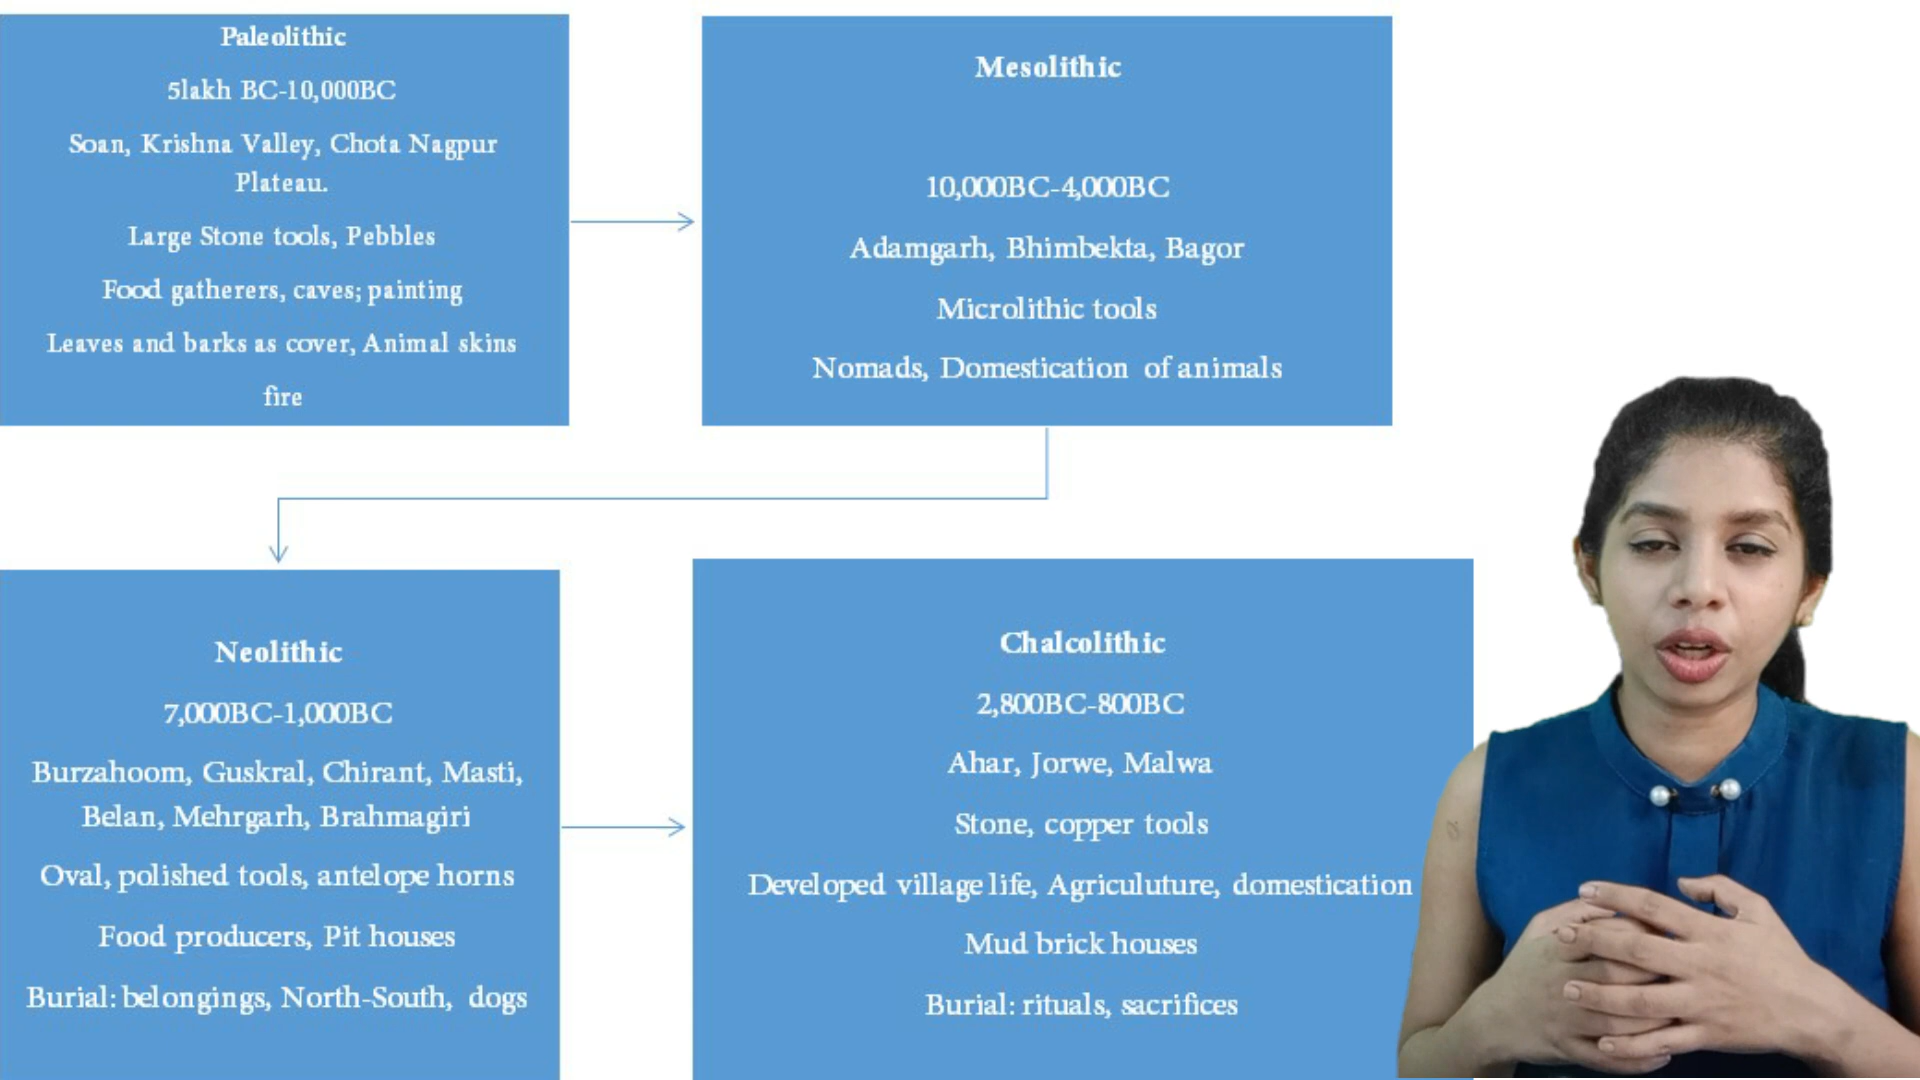 Paleolithic
5lakh BC-10,000BC
Soan, Krishna Valley, Chota Nagpur
Plateau.
Large Stone tools, Pebbles
Food gatherers, caves; painting
Leaves and barks as cover, Animal skins
fire
Mesolithic
10,000BC-4,000BC
Adamgarh, Bhimbekta, Bagor
Microlithic tools
Nomads, Domestication of animals
Neolithic
7,000BC-1,000BC
Burzahoom, Guskral, Chirant, Masti,
Belan, Mehrgarh, Brahmagiri
Oval, polished tools, antelope horns
Food producers, Pit houses
Burial: belongings, North-South, dogs
Chalcolithic
2,800BC-800BC
Ahar, Jorwe, Malwa
Stone, copper tools
Developed village life, Agriculuture, domestication
Mud brick houses
Burial: rituals, sacrifices